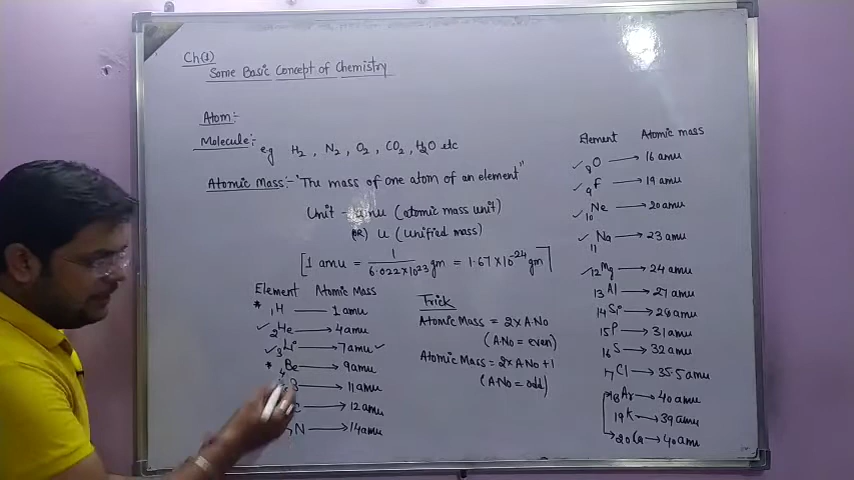 Ch(1)
Some Basic Concept of Chemistry
Atom:-
Molecule:- e.g H2, N2, O2, CO2, H2O etc
Atomic Mass:- "The mass of one atom of an element"
Unit - amu (atomic mass unit)
(OR) u (Unified mass)
[1 amu = 1/6.022×10^23 gm = 1.67×10^-24 gm]
Element Atomic Mass
* 1H — 1 amu
✓ 2He → 4 amu
✓ 3Li → 7 amu ✓
* 4Be → 9 amu
B → 11 amu
C → 12 amu
N → 14 amu
Trick
Atomic Mass = 2×A.No
(A.No = even)
Atomic Mass = 2×A.No+1
(A.No = odd)
Element Atomic mass
✓ 8O → 16 amu
✓ 9F → 19 amu
✓ 10Ne → 20 amu
✓ 11Na → 23 amu
✓ 12Mg → 24 amu
13Al → 27 amu
14Si → 28 amu
15P → 31 amu
16S → 32 amu
17Cl → 35.5 amu
18Ar → 40 amu
19K → 39 amu
20Ca → 40 amu